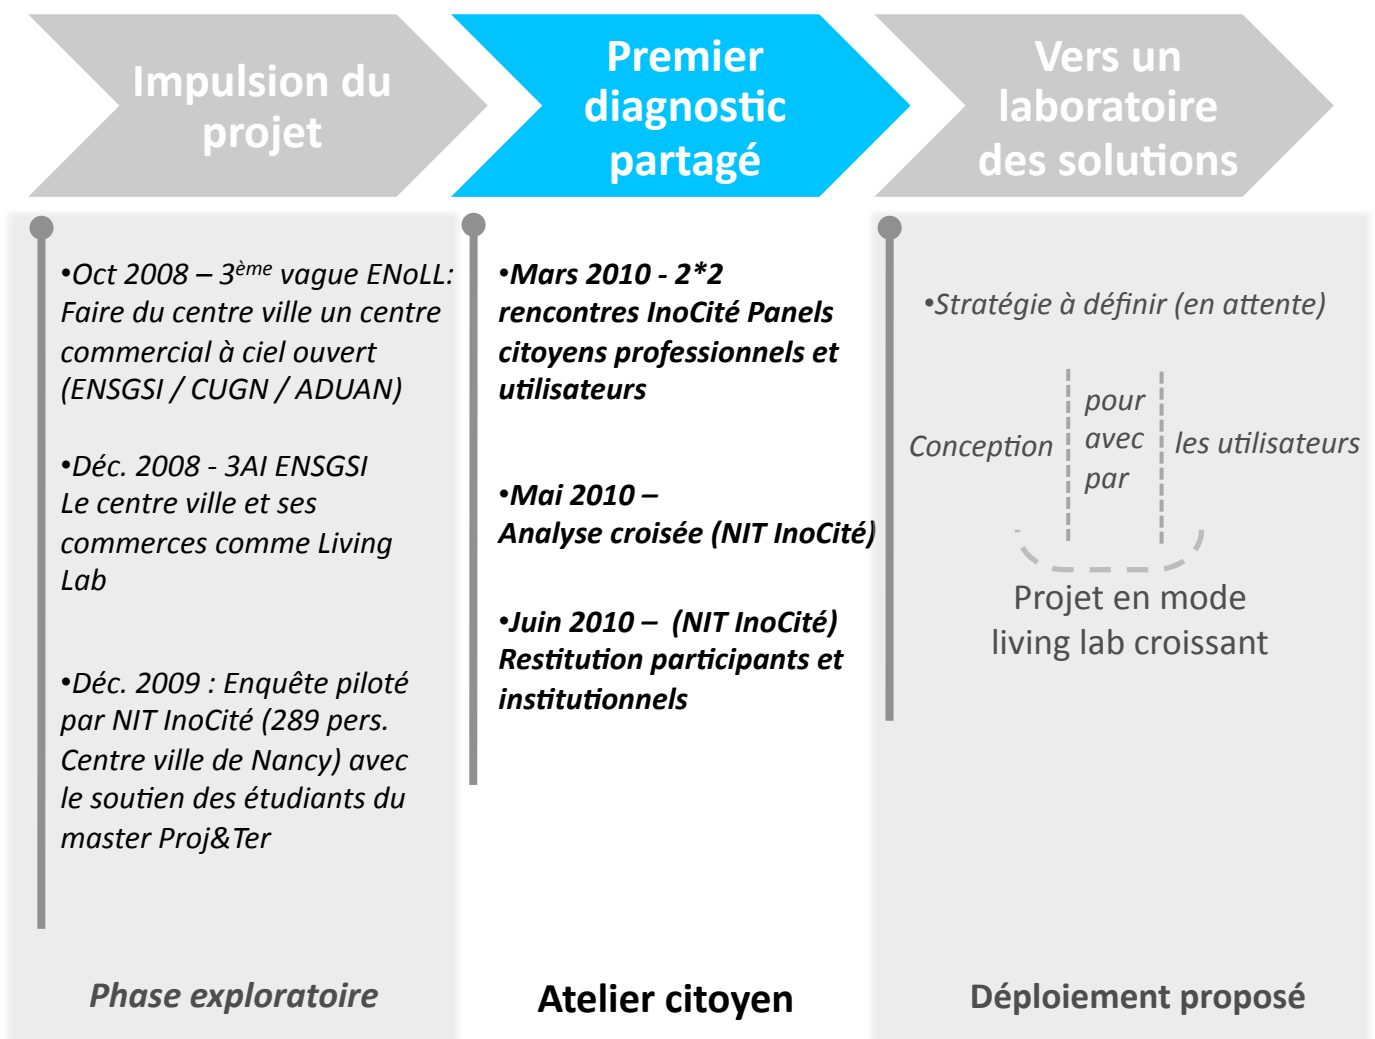 Impulsion du
projet
Premier
diagnostic
partagé
Vers un
laboratoire
des solutions
•Oct 2008 – 3ème vague ENoLL:
Faire du centre ville un centre
commercial à ciel ouvert
(ENSGSI / CUGN / ADUAN)
•Déc. 2008 - 3AI ENSGSI
Le centre ville et ses
commerces comme Living
Lab
•Déc. 2009 : Enquête piloté
par NIT InoCité (289 pers.
Centre ville de Nancy) avec
le soutien des étudiants du
master Proj&Ter
Phase exploratoire
•Mars 2010 - 2*2
rencontres InoCité Panels
citoyens professionnels et
utilisateurs
•Mai 2010 –
Analyse croisée (NIT InoCité)
•Juin 2010 – (NIT InoCité)
Restitution participants et
institutionnels
Atelier citoyen
•Stratégie à définir (en attente)
Conception
pour
avec
par
les utilisateurs
Projet en mode
living lab croissant
Déploiement proposé